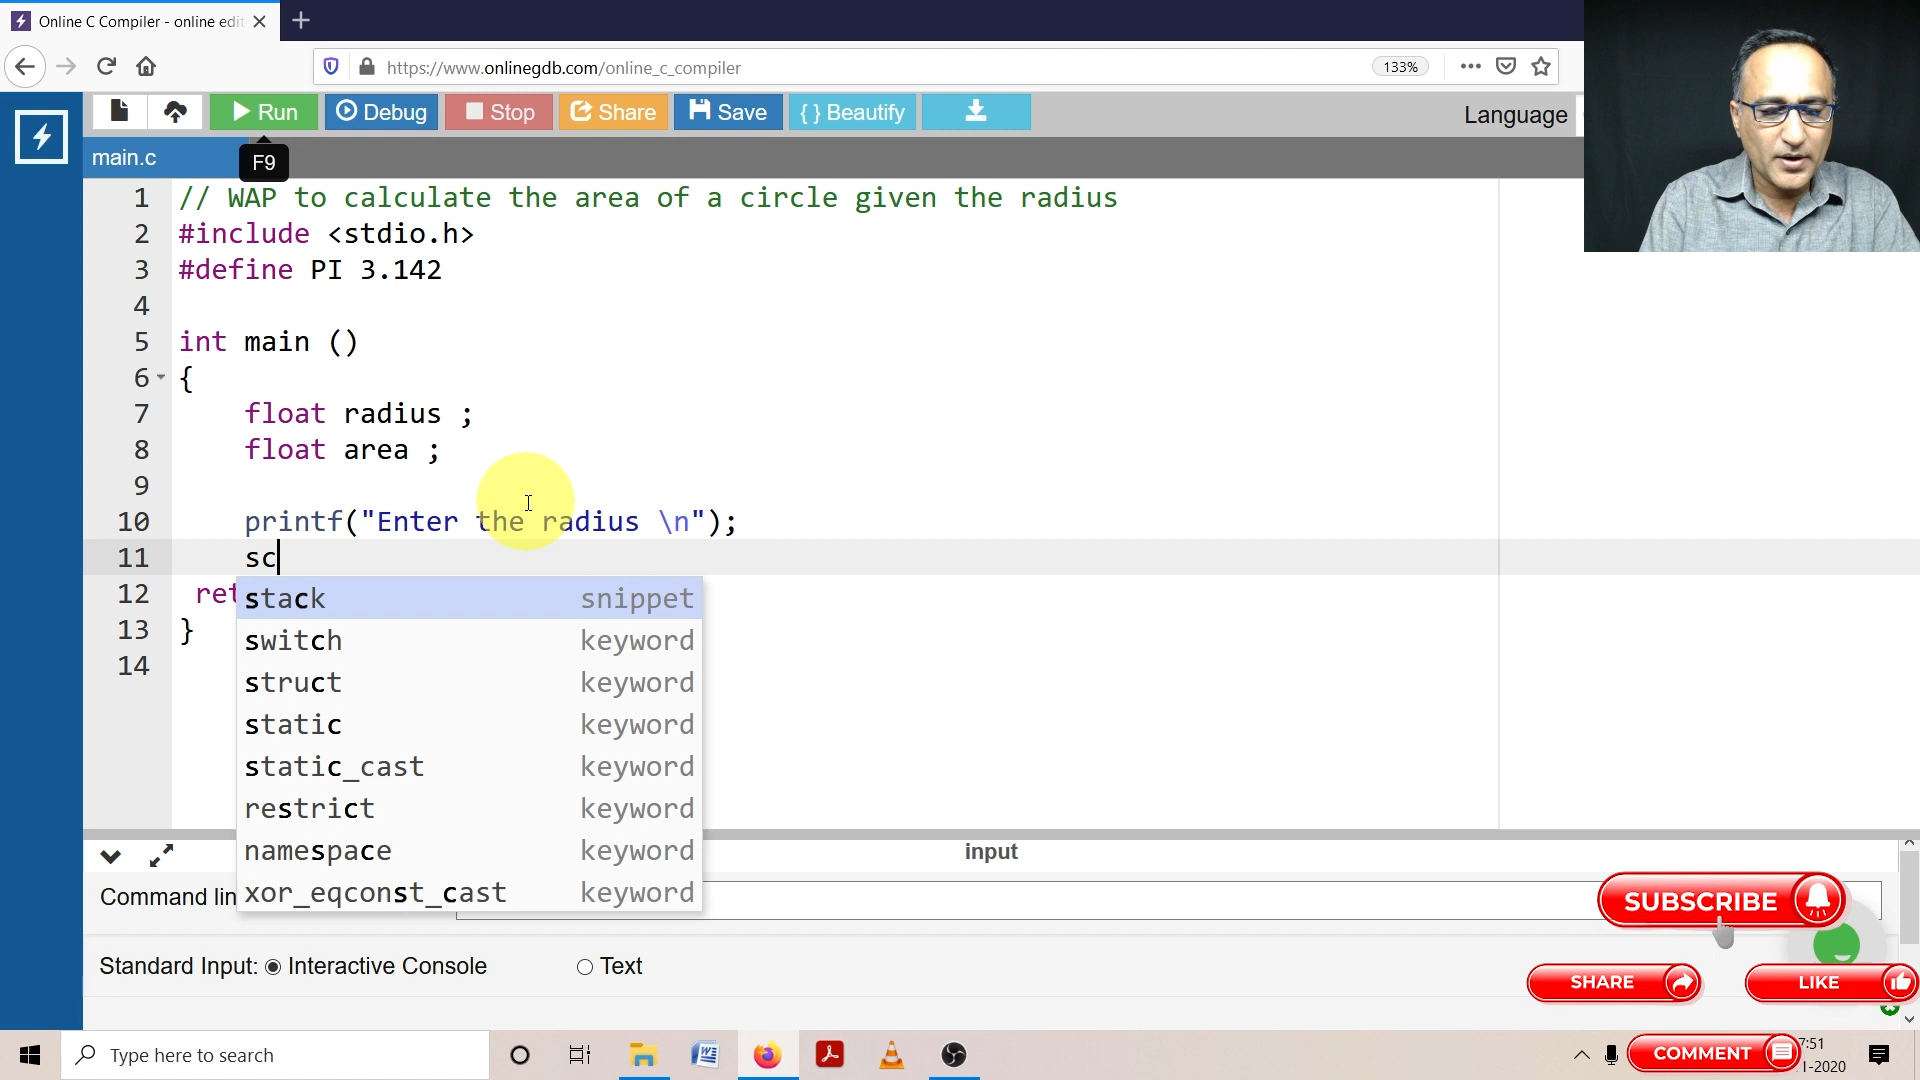 Online C Compiler - online edit
https://www.onlinegdb.com/online_c_compiler
133%
Run
Debug
Stop
Share
Save
{ } Beautify
Language
main.c
F9
1 // WAP to calculate the area of a circle given the radius
2 #include <stdio.h>
3 #define PI 3.142
4
5 int main ()
6 {
7 float radius ;
8 float area ;
9
10 printf("Enter the radius \n");
11 sc
12 ret
13 }
14
stack snippet
switch keyword
struct keyword
static keyword
static_cast keyword
restrict keyword
namespace keyword
xor_eqconst_cast keyword
input
Command lin
SUBSCRIBE
Standard Input: Interactive Console Text
SHARE
LIKE
Type here to search
COMMENT
7:51
1-2020